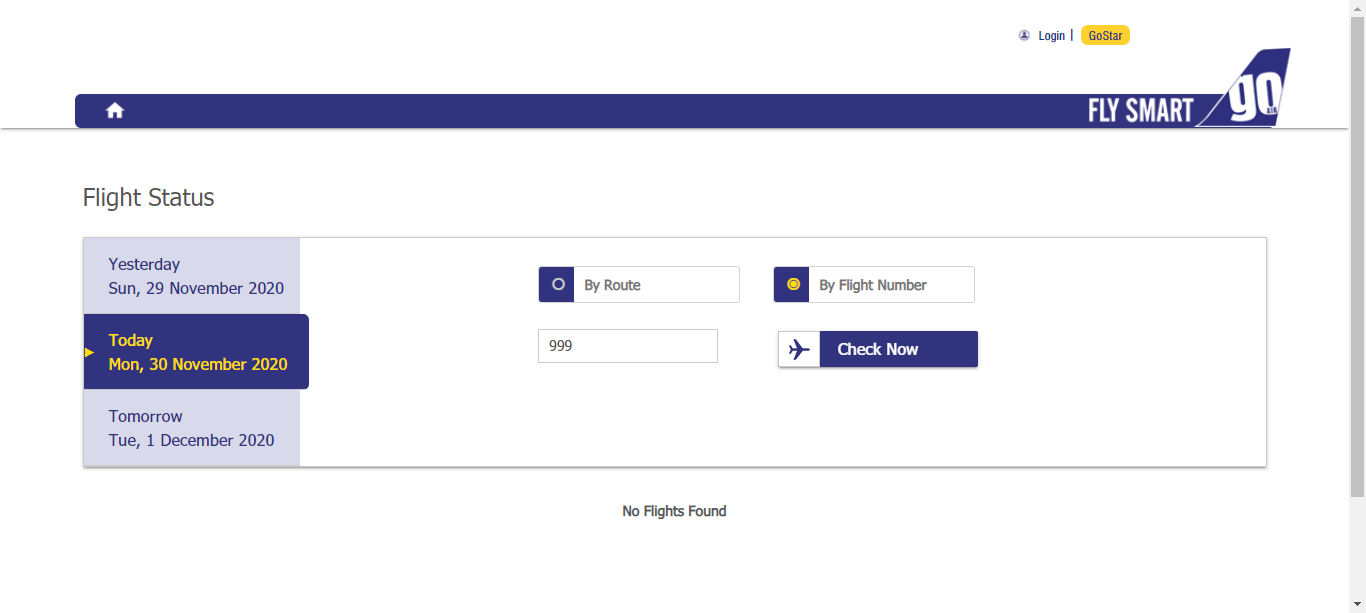 Login | GoStar
FLY SMART
go
AIR
Flight Status
Yesterday
Sun, 29 November 2020
Today
Mon, 30 November 2020
Tomorrow
Tue, 1 December 2020
By Route
By Flight Number
999
Check Now
No Flights Found